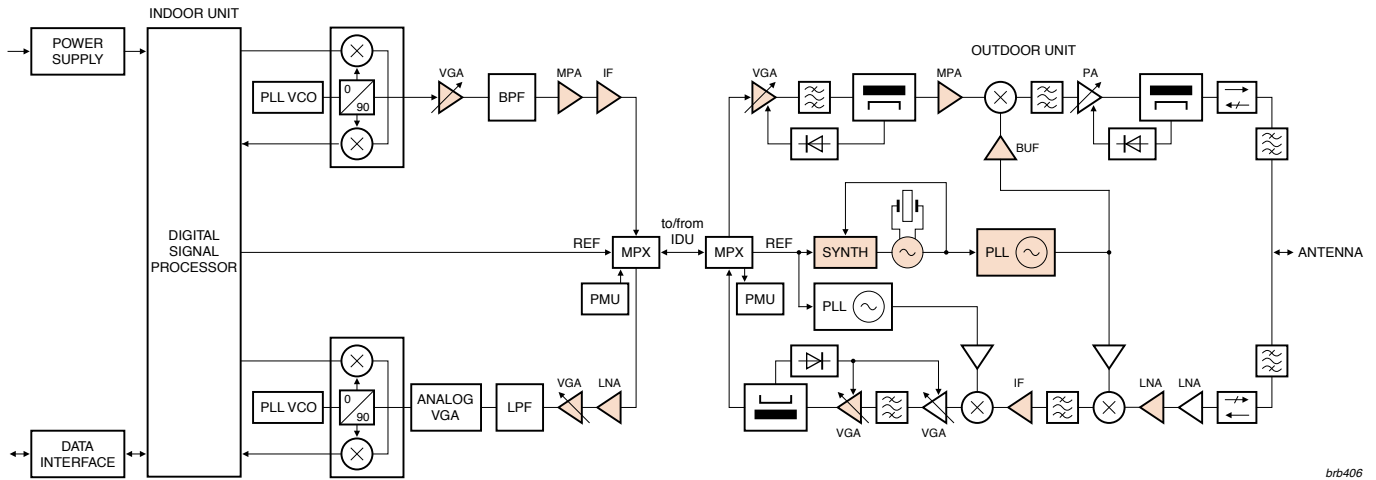 INDOOR UNIT
POWER
SUPPLY
PLL VCO
0
90
VGA
BPF
MPA
IF
DIGITAL
SIGNAL
PROCESSOR
REF
MPX
PMU
to/from
IDU
PLL VCO
0
90
ANALOG
VGA
LPF
VGA
LNA
DATA
INTERFACE
OUTDOOR UNIT
VGA
MPA
PA
BUF
MPX
REF
SYNTH
PLL
PMU
PLL
ANTENNA
VGA
VGA
IF
LNA
LNA
brb406